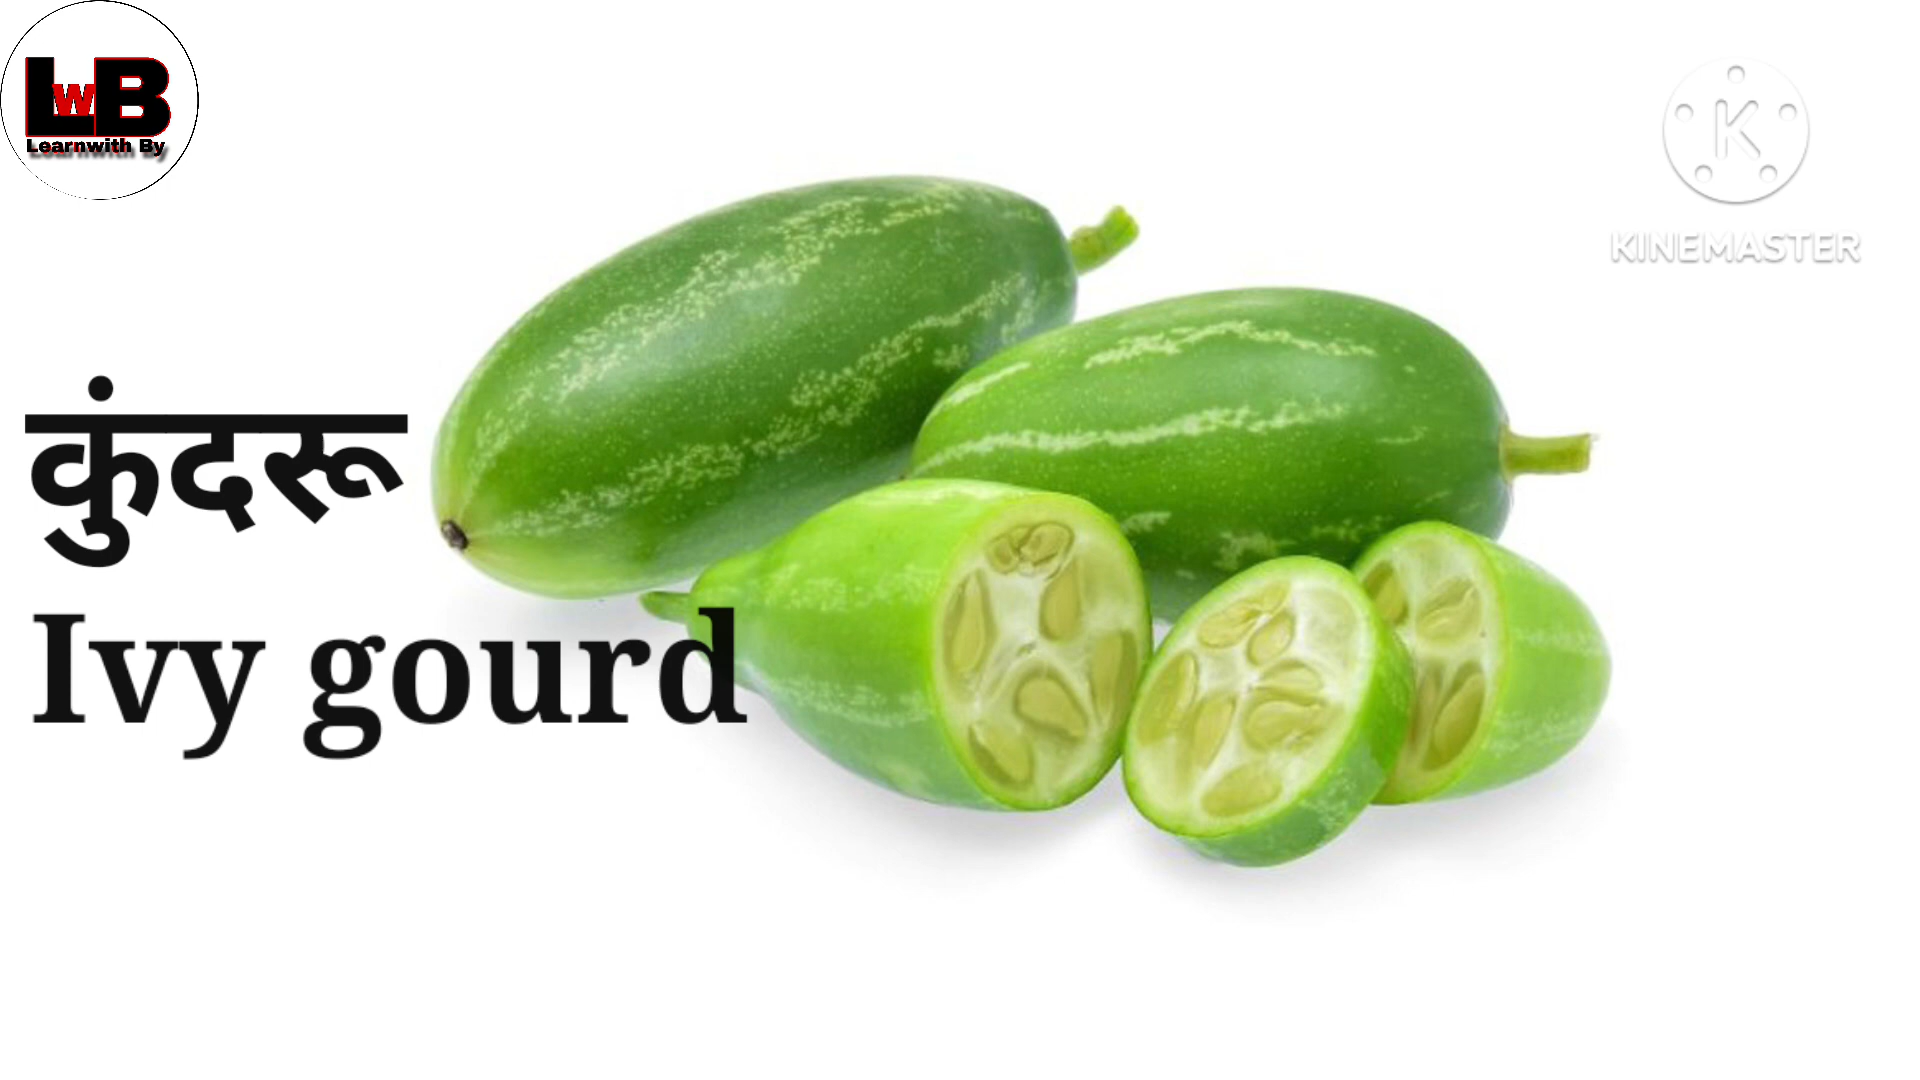 LwB
Learnwith By
K
KINEMASTER
कुंदरू
Ivy gourd